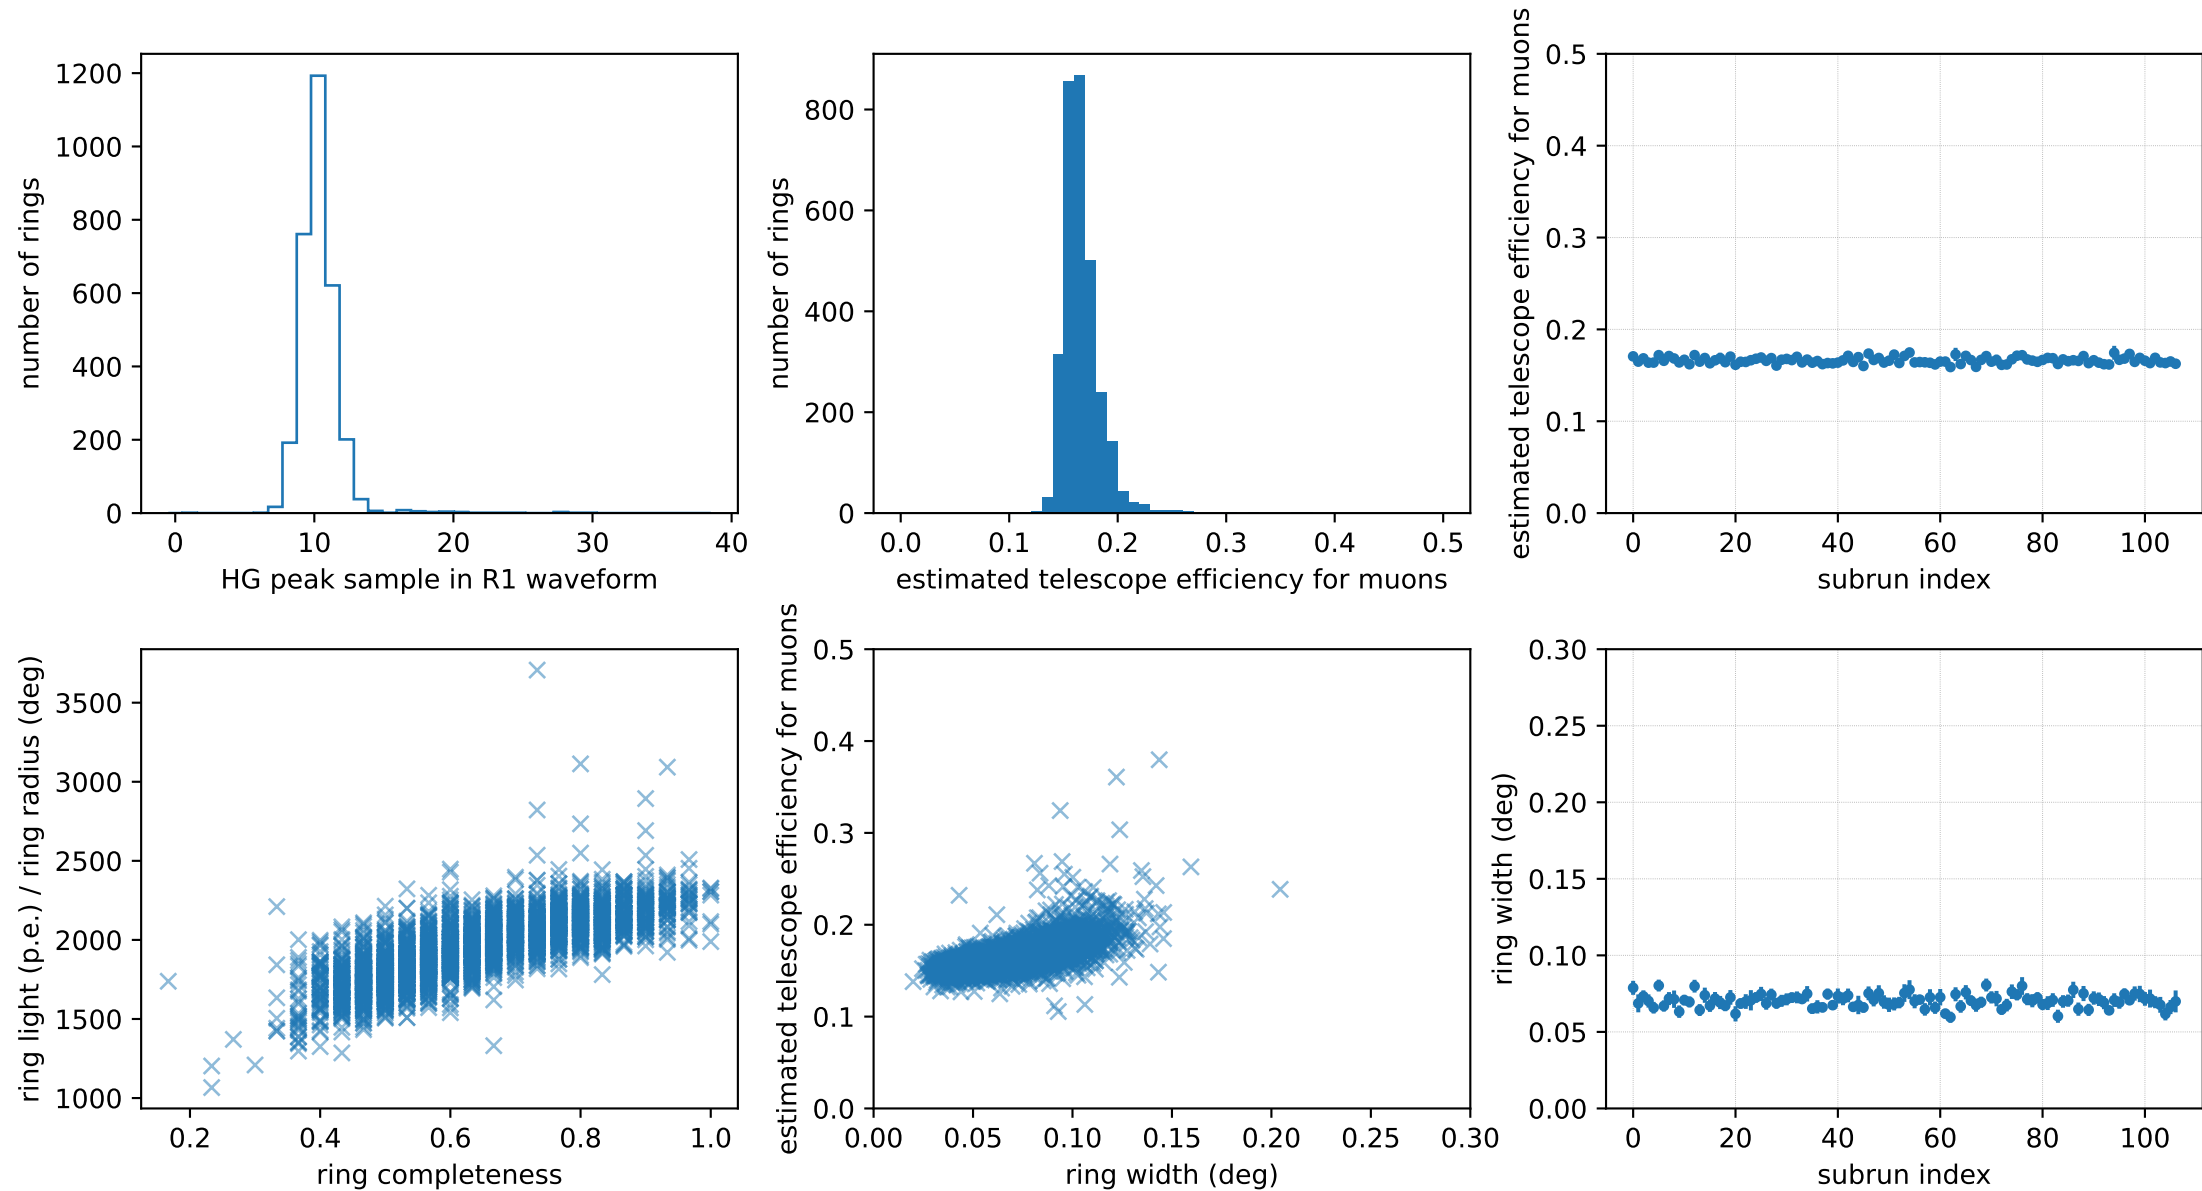 number of rings
1200
1000
800
600
400
200
0
0 10 20 30 40
HG peak sample in R1 waveform
number of rings
800
600
400
200
0
0.0 0.1 0.2 0.3 0.4 0.5
estimated telescope efficiency for muons
estimated telescope efficiency for muons
0.5
0.4
0.3
0.2
0.1
0.0
0 20 40 60 80 100
subrun index
ring light (p.e.) / ring radius (deg)
3500
3000
2500
2000
1500
1000
0.2 0.4 0.6 0.8 1.0
ring completeness
estimated telescope efficiency for muons
0.5
0.4
0.3
0.2
0.1
0.0
0.00 0.05 0.10 0.15 0.20 0.25 0.30
ring width (deg)
ring width (deg)
0.30
0.25
0.20
0.15
0.10
0.05
0.00
0 20 40 60 80 100
subrun index